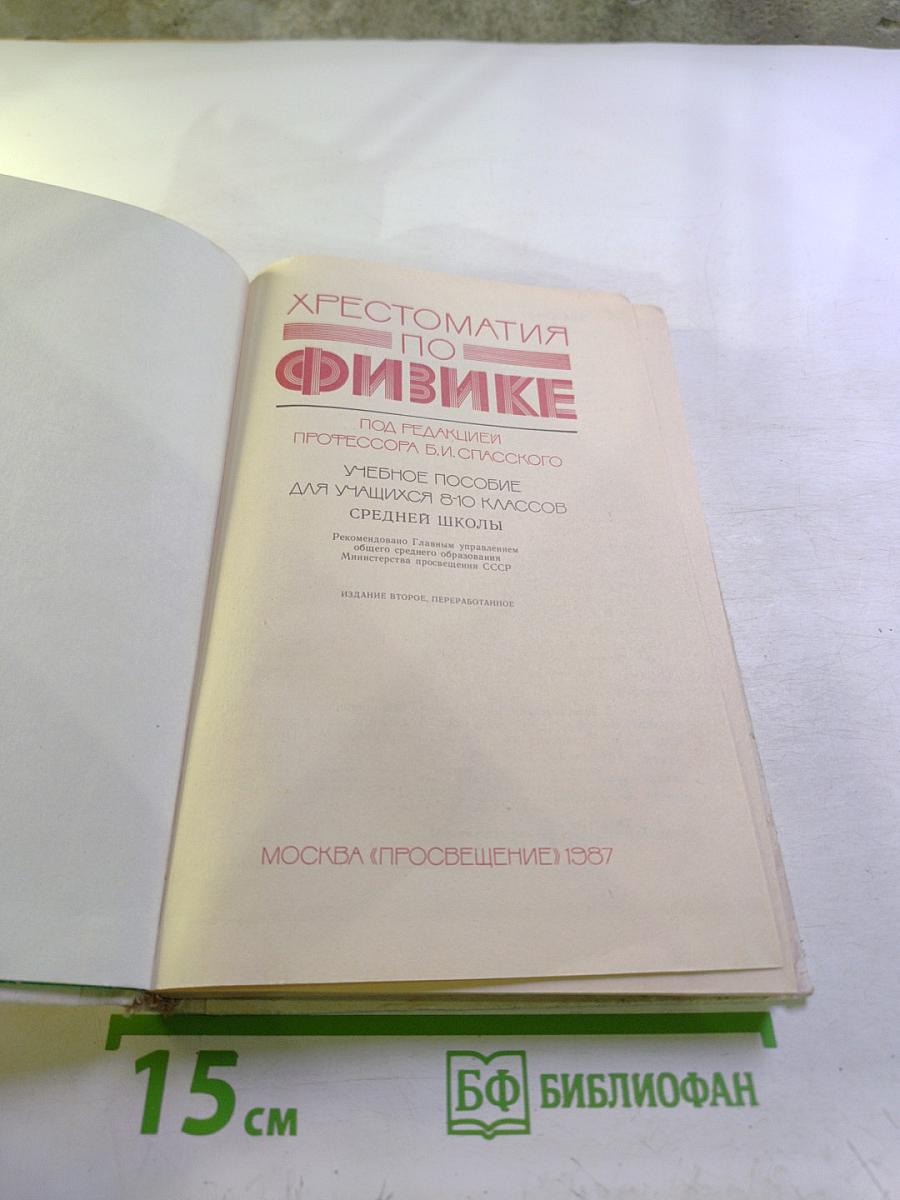 ХРЕСТОМАТИЯ
ПО
ФИЗИКЕ
ПОД РЕДАКЦИЕЙ
ПРОФЕССОРА Б.И.СПАССКОГО
УЧЕБНОЕ ПОСОБИЕ
ДЛЯ УЧАЩИХСЯ 8-10 КЛАССОВ
СРЕДНЕЙ ШКОЛЫ
Рекомендовано Главным управлением
общего среднего образования
Министерства просвещения СССР
ИЗДАНИЕ ВТОРОЕ, ПЕРЕРАБОТАННОЕ
МОСКВА «ПРОСВЕЩЕНИЕ» 1987
15 см
БФ БИБЛИОФАН